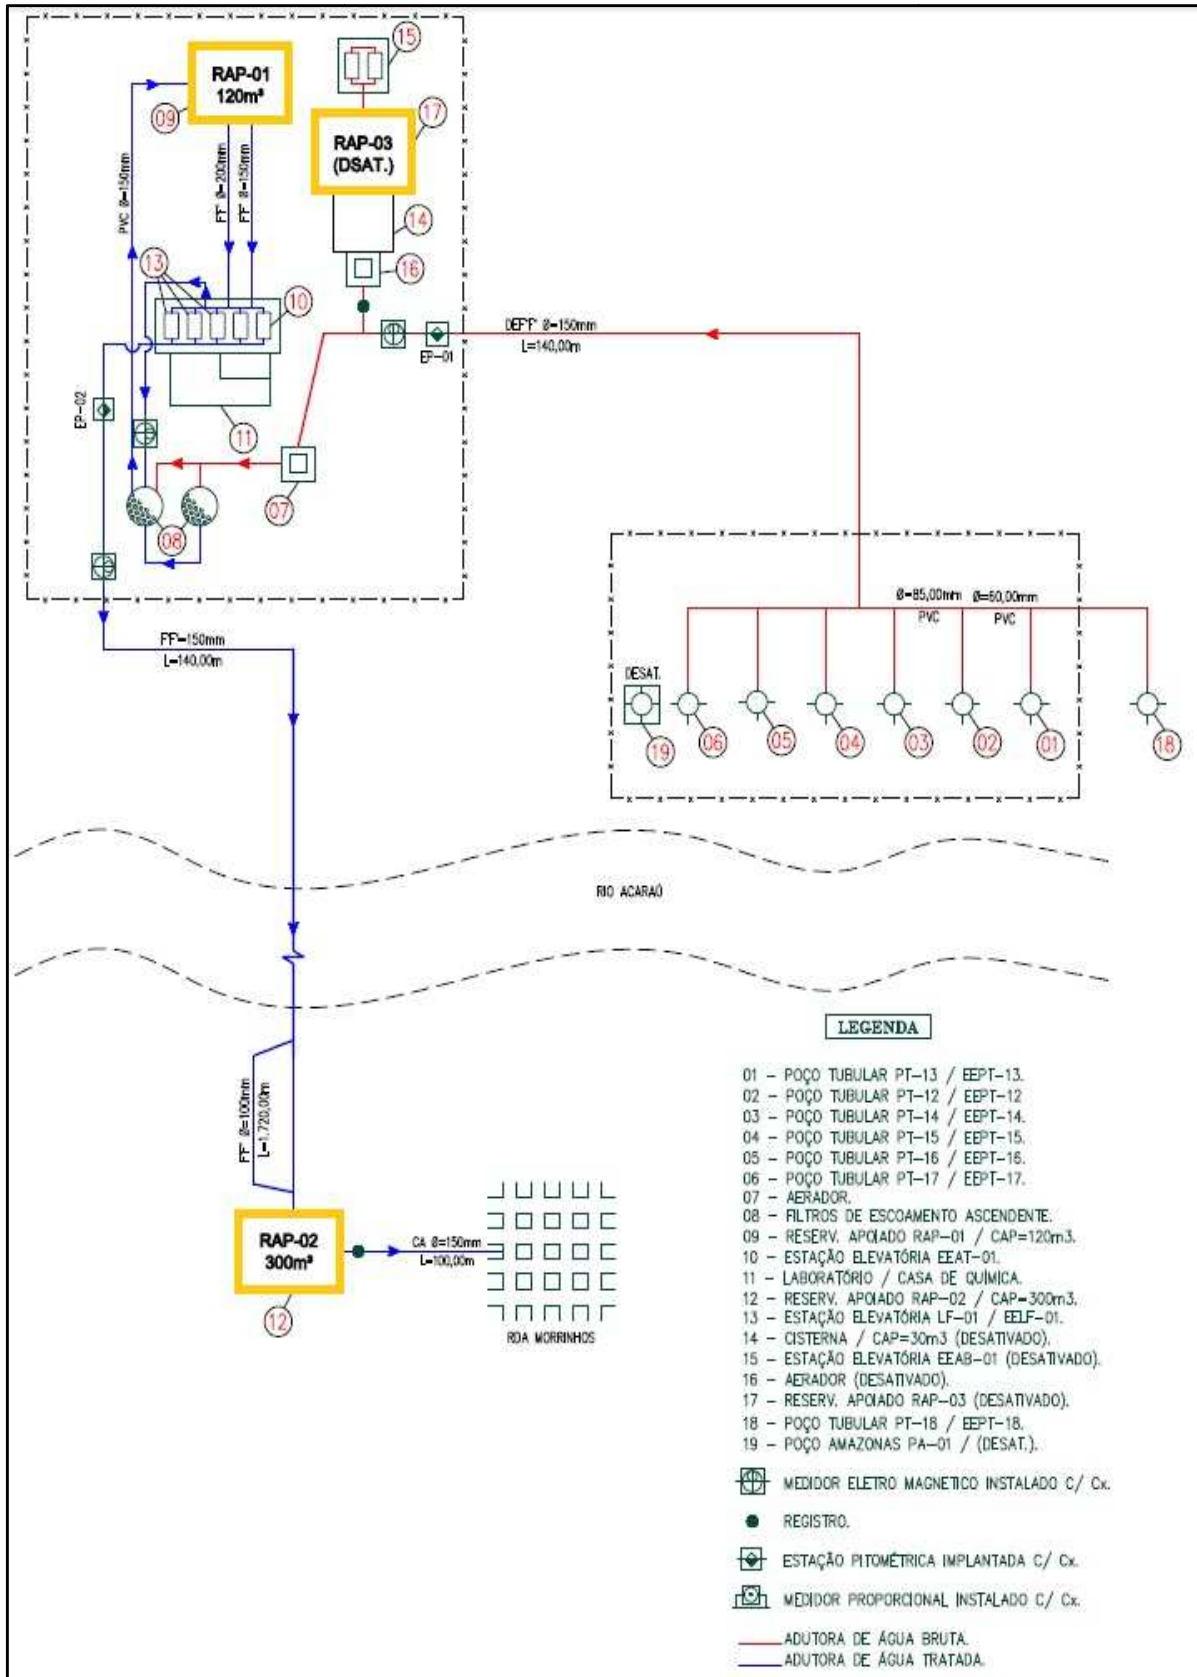 15
RAP-01
120m³
09
17
RAP-03
(DSAT.)
PVC Ø=150mm
FF Ø=200mm
FF Ø=150mm
14
16
13
10
DEFF Ø=150mm
L=140,00m
EP-01
EP-02
11
07
08
FF=150mm
L=140,00m
Ø=85,00mm
PVC
Ø=60,00mm
PVC
DESAT.
19
06
05
04
03
02
01
18
RIO ACARAÚ
FF Ø=100mm
L=1.720,00m
RAP-02
300m³
12
CA Ø=150mm
L=100,00m
RDA MORRINHOS
LEGENDA
01 - POÇO TUBULAR PT-13 / EEPT-13.
02 - POÇO TUBULAR PT-12 / EEPT-12
03 - POÇO TUBULAR PT-14 / EEPT-14.
04 - POÇO TUBULAR PT-15 / EEPT-15.
05 - POÇO TUBULAR PT-16 / EEPT-16.
06 - POÇO TUBULAR PT-17 / EEPT-17.
07 - AERADOR.
08 - FILTROS DE ESCOAMENTO ASCENDENTE.
09 - RESERV. APOIADO RAP-01 / CAP=120m3.
10 - ESTAÇÃO ELEVATÓRIA EEAT-01.
11 - LABORATÓRIO / CASA DE QUÍMICA.
12 - RESERV. APOIADO RAP-02 / CAP=300m3.
13 - ESTAÇÃO ELEVATÓRIA LF-01 / EELF-01.
14 - CISTERNA / CAP=30m3 (DESATIVADO).
15 - ESTAÇÃO ELEVATÓRIA EEAB-01 (DESATIVADO).
16 - AERADOR (DESATIVADO).
17 - RESERV. APOIADO RAP-03 (DESATIVADO).
18 - POÇO TUBULAR PT-18 / EEPT-18.
19 - POÇO AMAZONAS PA-01 / (DESAT.).
MEDIDOR ELETRO MAGNETICO INSTALADO C/ Cx.
REGISTRO.
ESTAÇÃO PITOMÉTRICA IMPLANTADA C/ Cx.
MEDIDOR PROPORCIONAL INSTALADO C/ Cx.
ADUTORA DE ÁGUA BRUTA.
ADUTORA DE ÁGUA TRATADA.